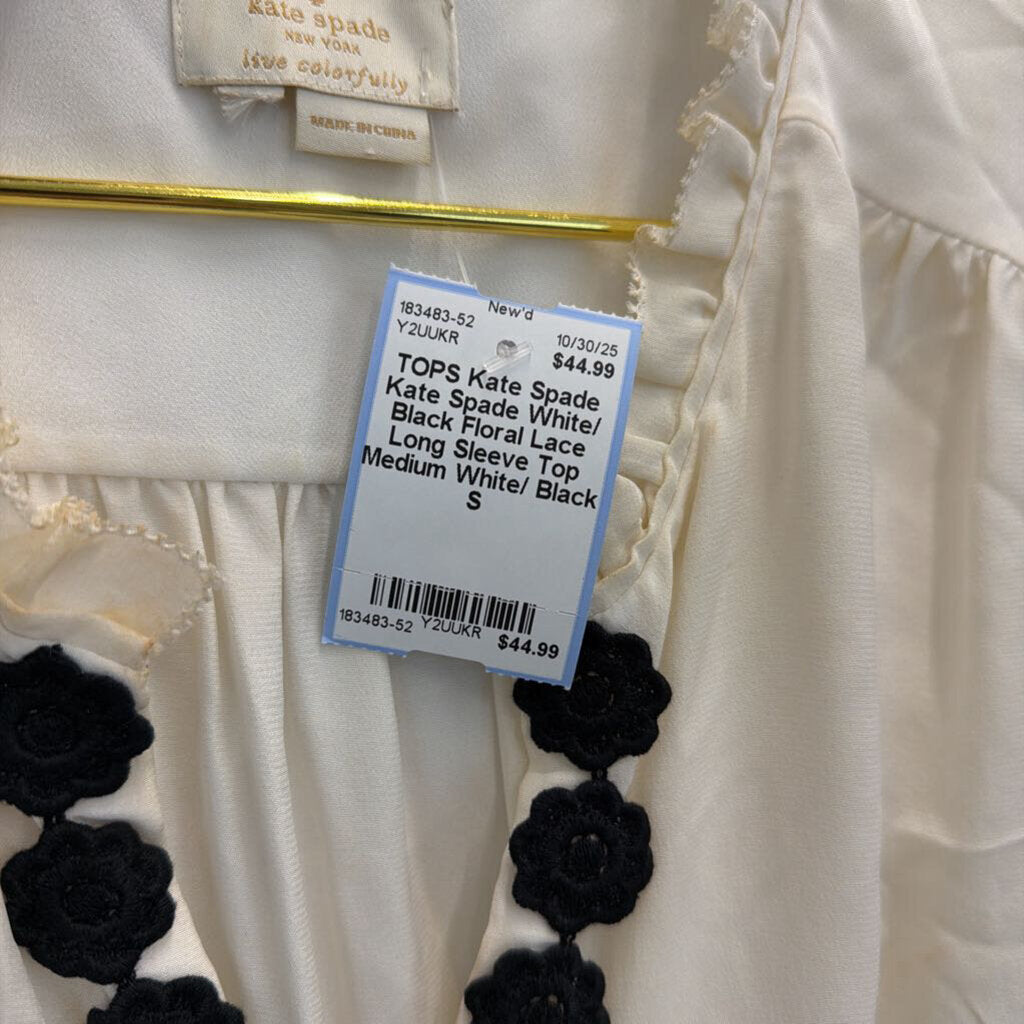 kate spade
NEW YORK
live colorfully
MADE IN CHINA
183483-52
New'd
Y2UUKR
10/30/25
$44.99
TOPS Kate Spade
Kate Spade White/
Black Floral Lace
Long Sleeve Top
Medium White/ Black
S
183483-52 Y2UUKR $44.99